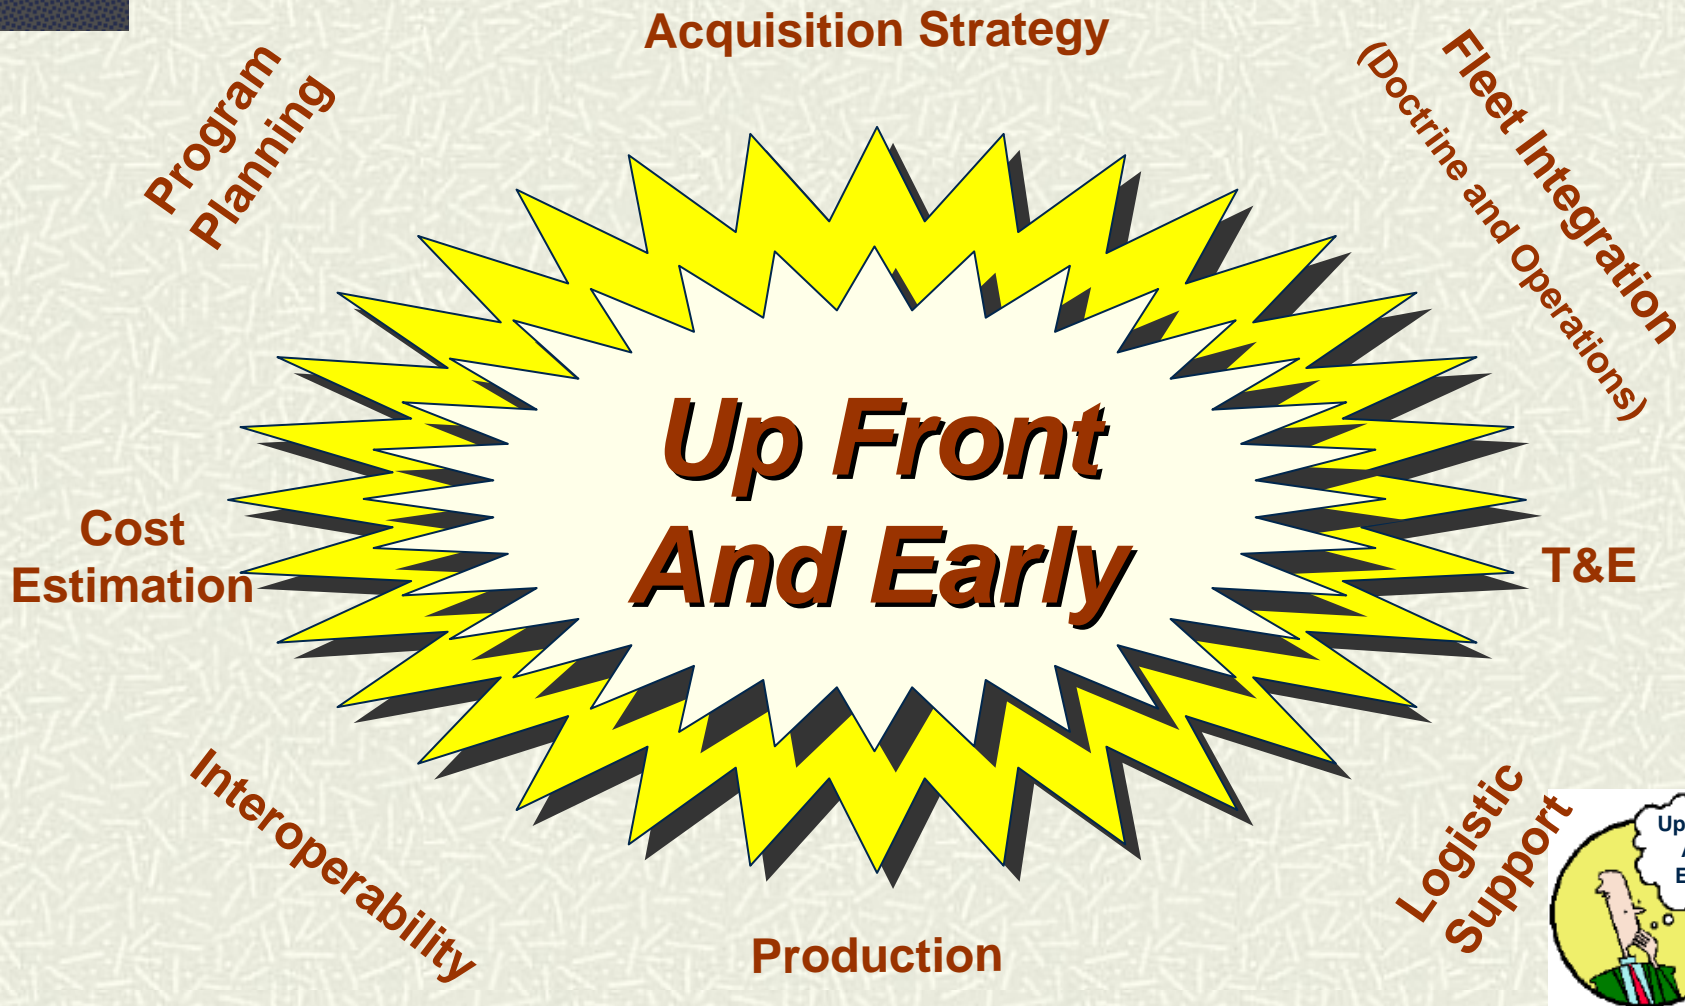 Acquisition Strategy
Program
Planning
Fleet Integration
(Doctrine and Operations)
Up Front
And Early
Cost
Estimation
T&E
Interoperability
Production
Logistic
Support
Up